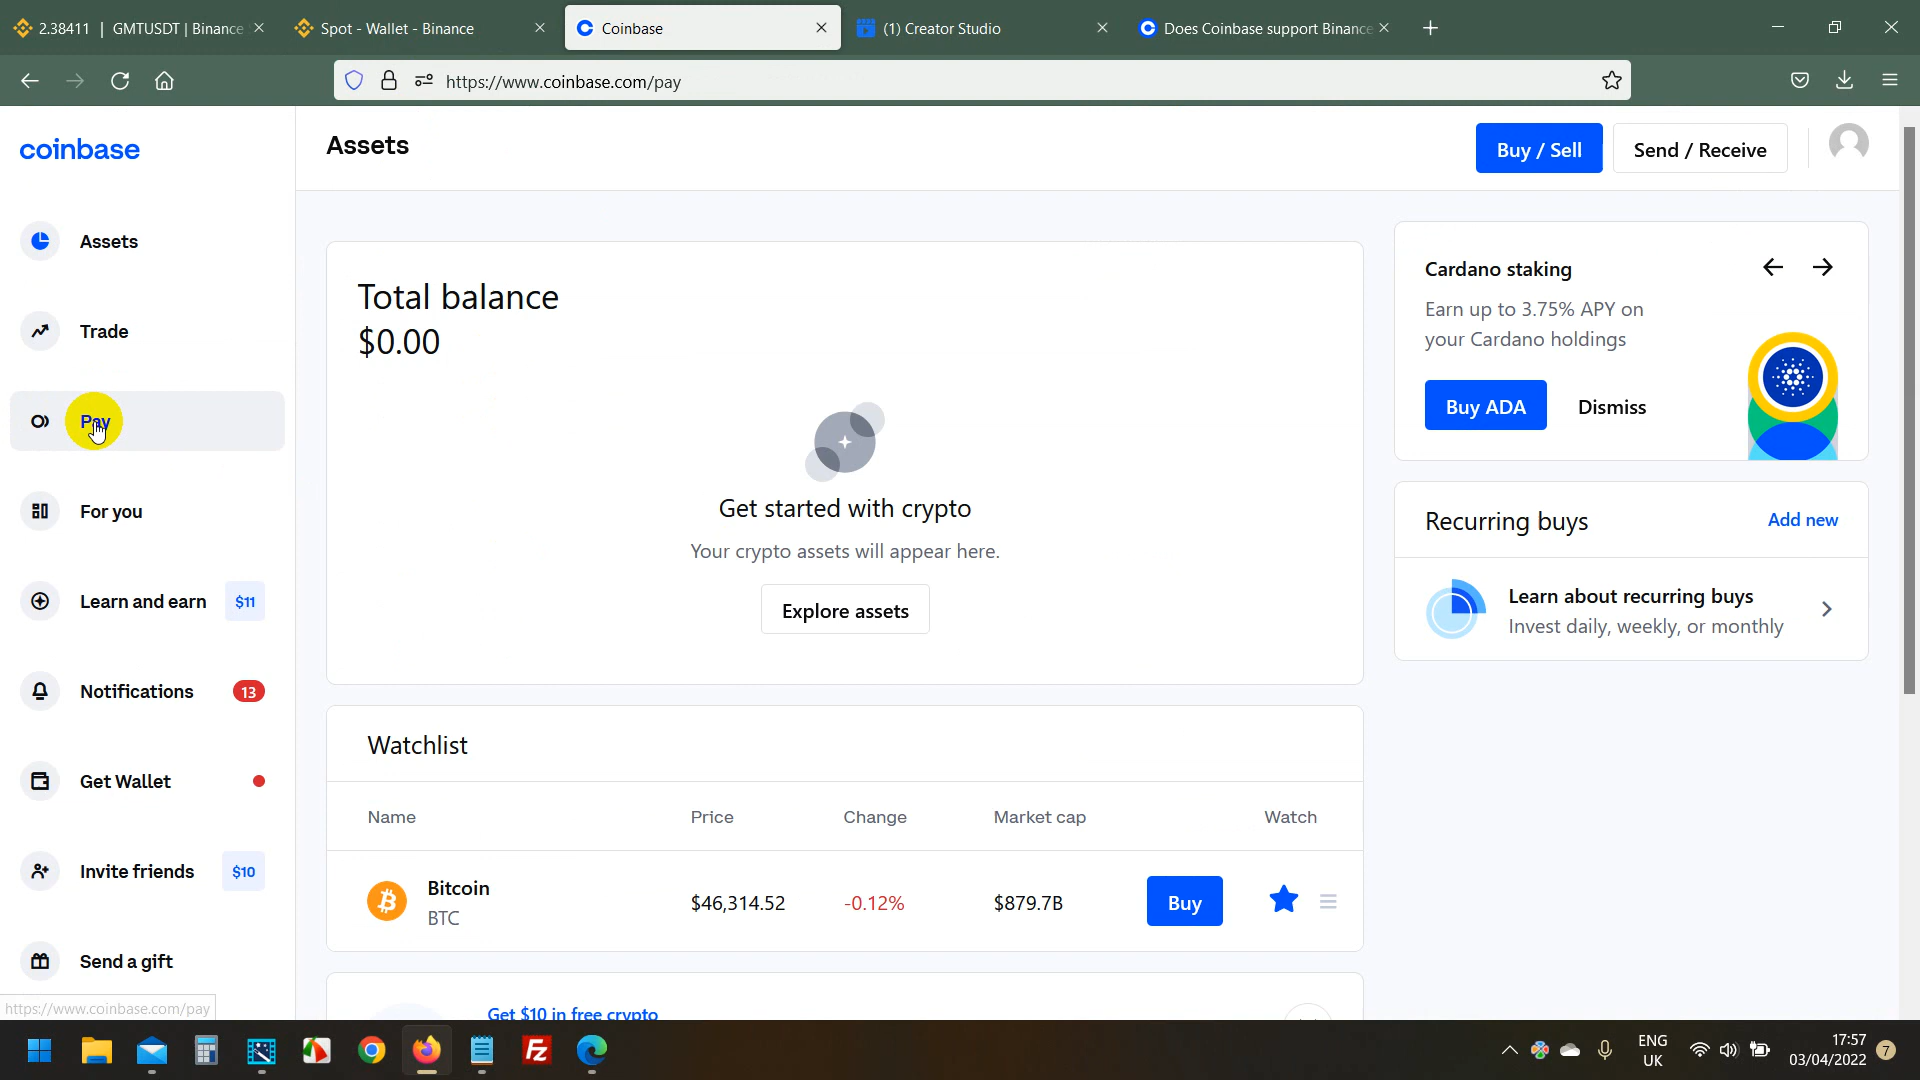 2.38411 | GMTUSDT | Binance
Spot - Wallet - Binance
Coinbase
(1) Creator Studio
Does Coinbase support Binance
https://www.coinbase.com/pay
coinbase
Assets
Trade
Pay
For you
Learn and earn $11
Notifications 13
Get Wallet
Invite friends $10
Send a gift
https://www.coinbase.com/pay
Assets
Buy / Sell
Send / Receive
Total balance
$0.00
Get started with crypto
Your crypto assets will appear here.
Explore assets
Watchlist
Name Price Change Market cap Watch
Bitcoin
BTC
$46,314.52 -0.12% $879.7B Buy
Get $10 in free crypto
Cardano staking
Earn up to 3.75% APY on
your Cardano holdings
Buy ADA Dismiss
Recurring buys Add new
Learn about recurring buys
Invest daily, weekly, or monthly
Fz
ENG
UK
17:57
03/04/2022
7